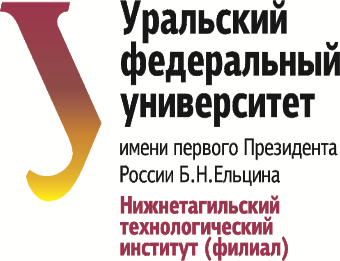 Уральский
федеральный
университет
имени первого Президента
России Б.Н.Ельцина
Нижнетагильский
технологический
институт (филиал)